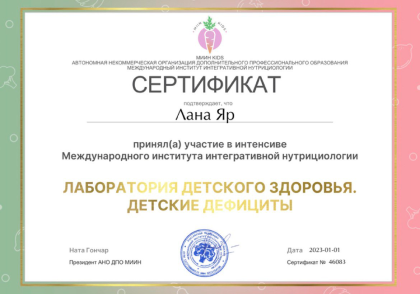 МИИН KIDS
АВТОНОМНАЯ НЕКОММЕРЧЕСКАЯ ОРГАНИЗАЦИЯ ДОПОЛНИТЕЛЬНОГО ПРОФЕССИОНАЛЬНОГО ОБРАЗОВАНИЯ
МЕЖДУНАРОДНЫЙ ИНСТИТУТ ИНТЕГРАТИВНОЙ НУТРИЦИОЛОГИИ
СЕРТИФИКАТ
подтверждает, что
Лана Яр
принял(а) участие в интенсиве
Международного института интегративной нутрициологии
ЛАБОРАТОРИЯ ДЕТСКОГО ЗДОРОВЬЯ.
ДЕТСКИЕ ДЕФИЦИТЫ
Ната Гончар
Дата 2023-01-01
Президент АНО ДПО МИИН
Сертификат № 46083